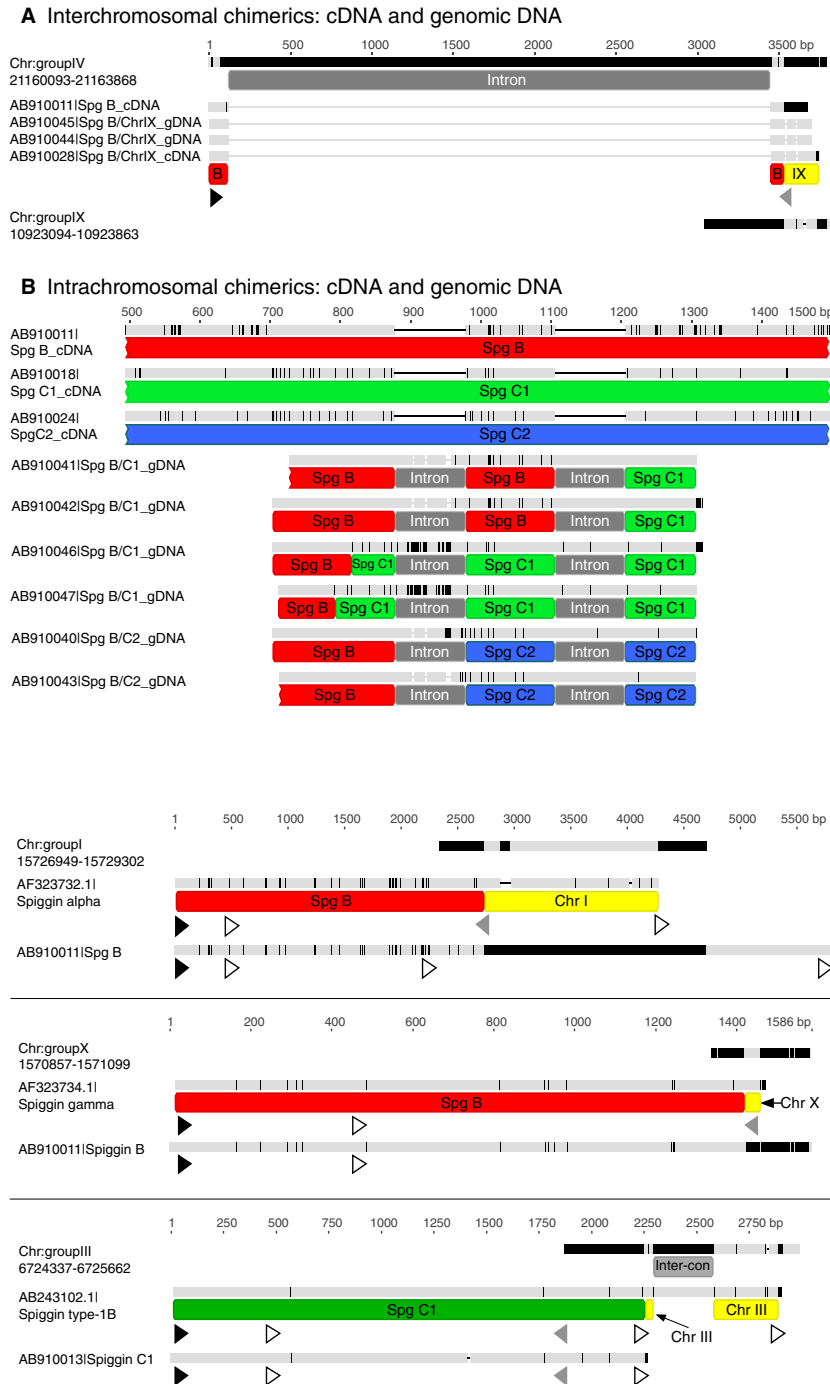 A Interchromosomal chimerics: cDNA and genomic DNA
1 500 1000 1500 2000 2500 3000 3500 bp
Chr:groupIV
21160093-21163868
Intron
AB910011|Spg B_cDNA
AB910045|Spg B/ChrIX_gDNA
AB910044|Spg B/ChrIX_gDNA
AB910028|Spg B/ChrIX_cDNA
B B IX
Chr:groupIX
10923094-10923863
B Intrachromosomal chimerics: cDNA and genomic DNA
500 600 700 800 900 1000 1100 1200 1300 1400 1500 bp
AB910011|
Spg B_cDNA
Spg B
AB910018|
Spg C1_cDNA
Spg C1
AB910024|
SpgC2_cDNA
Spg C2
AB910041|Spg B/C1_gDNA
Spg B Intron Spg B Intron Spg C1
AB910042|Spg B/C1_gDNA
Spg B Intron Spg B Intron Spg C1
AB910046|Spg B/C1_gDNA
Spg B Spg C1 Intron Spg C1 Intron Spg C1
AB910047|Spg B/C1_gDNA
Spg B Spg C1 Intron Spg C1 Intron Spg C1
AB910040|Spg B/C2_gDNA
Spg B Intron Spg C2 Intron Spg C2
AB910043|Spg B/C2_gDNA
Spg B Intron Spg C2 Intron Spg C2
1 500 1000 1500 2000 2500 3000 3500 4000 4500 5000 5500 bp
Chr:groupI
15726949-15729302
AF323732.1|
Spiggin alpha
Spg B Chr I
AB910011|Spg B
1 200 400 600 800 1000 1200 1400 1586 bp
Chr:groupX
1570857-1571099
AF323734.1|
Spiggin gamma
Spg B Chr X
AB910011|Spiggin B
1 250 500 750 1000 1250 1500 1750 2000 2250 2500 2750
Chr:groupIII
6724337-6725662
Inter-con
AB243102.1|
Spiggin type-1B
Spg C1 Chr III
Chr III
AB910013|Spiggin C1